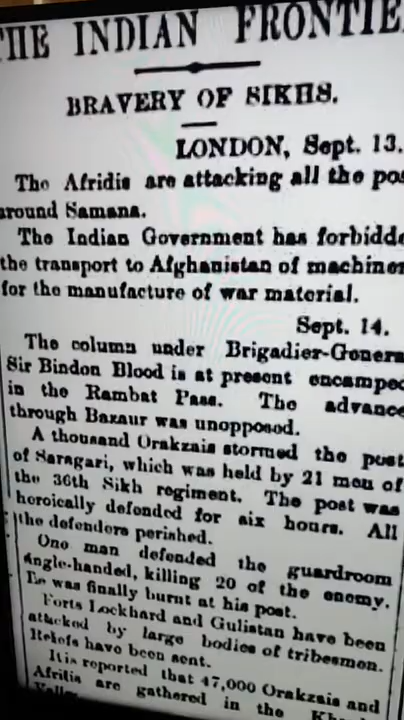 THE INDIAN FRONTIE
BRAVERY OF SIKHS.
LONDON, Sept. 13.
The Afridis are attacking all the pos
around Samana.
The Indian Government has forbidde
the transport to Afghanistan of machiner
for the manufacture of war material.
Sept. 14.
The column under Brigadier-Genera
Sir Bindon Blood is at present encamped
in the Rambat Pass. The advance
through Bazaur was unopposed.
A thousand Orakzais stormed the post
of Saragari, which was held by 21 men of
the 36th Sikh regiment. The post was
heroically defended for six hours. All
the defenders perished.
One man defended the guardroom
single-handed, killing 20 of the enemy.
He was finally burnt at his post.
Forts Lockhard and Gulistan have been
attacked by large bodies of tribesmen.
Reliefs have been sent.
It is reported that 47,000 Orakzais and
Afridis are gathered in the